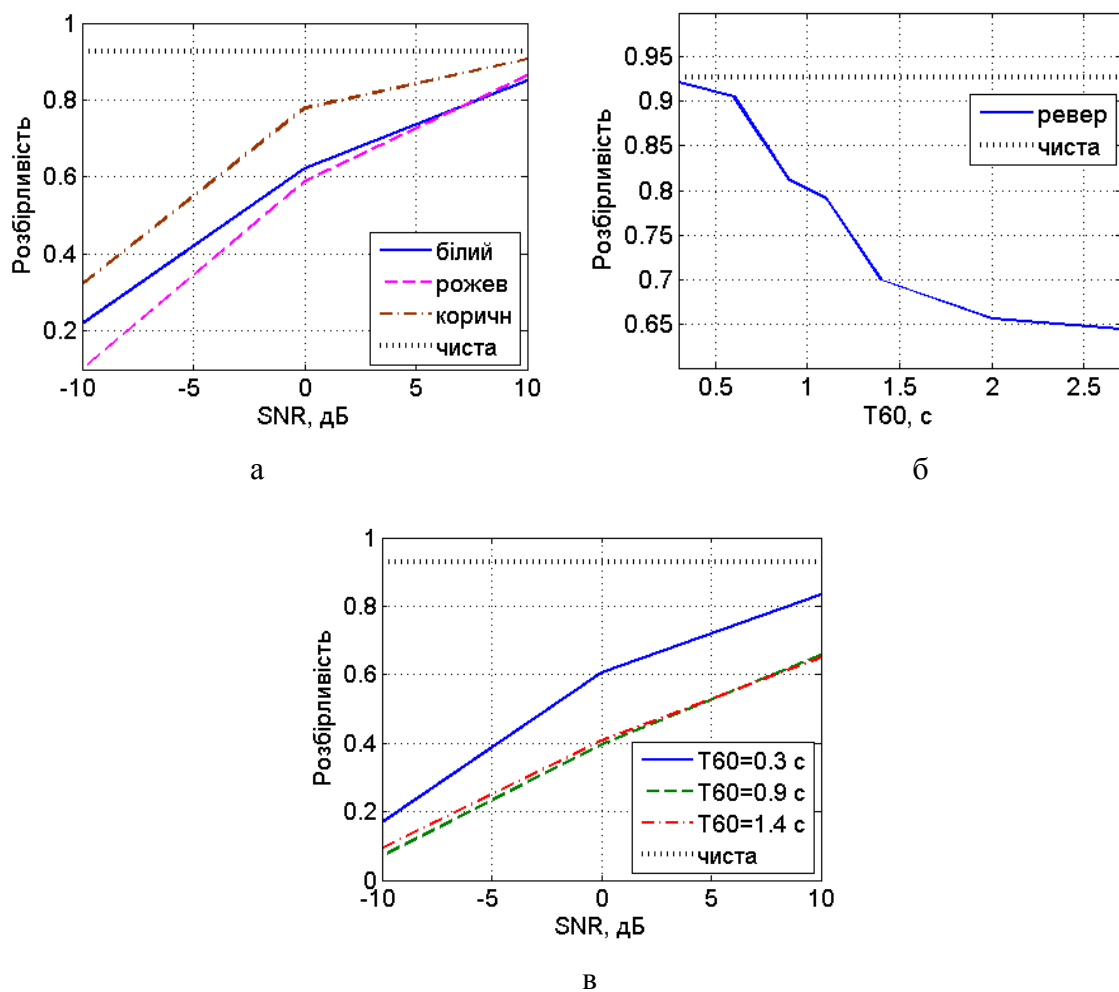 1
0.8
0.6
0.4
0.2
-10
-5
0
5
10
Розбірливість
SNR, дБ
білий
рожев
коричн
чиста
а
0.95
0.9
0.85
0.8
0.75
0.7
0.65
0.5
1
1.5
2
2.5
Розбірливість
T60, с
ревер
чиста
б
1
0.8
0.6
0.4
0.2
0
-10
-5
0
5
10
Розбірливість
SNR, дБ
T60=0.3 с
T60=0.9 с
T60=1.4 с
чиста
в